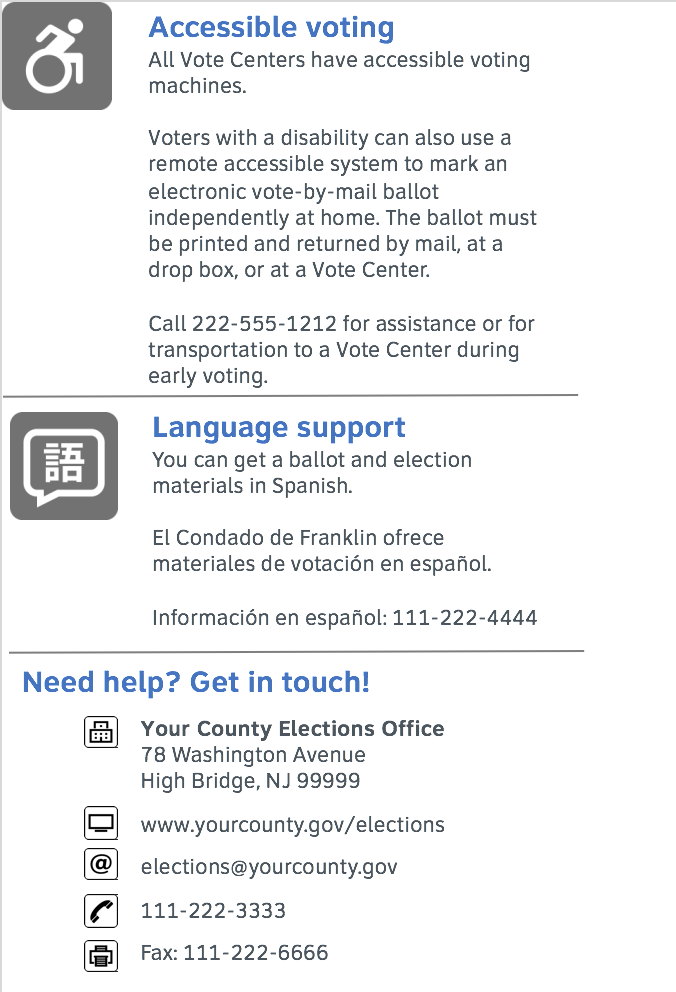 Accessible voting
All Vote Centers have accessible voting
machines.
Voters with a disability can also use a
remote accessible system to mark an
electronic vote-by-mail ballot
independently at home. The ballot must
be printed and returned by mail, at a
drop box, or at a Vote Center.
Call 222-555-1212 for assistance or for
transportation to a Vote Center during
early voting.
語
Language support
You can get a ballot and election
materials in Spanish.
El Condado de Franklin ofrece
materiales de votación en español.
Información en español: 111-222-4444
Need help? Get in touch!
Your County Elections Office
78 Washington Avenue
High Bridge, NJ 99999
www.yourcounty.gov/elections
@ elections@yourcounty.gov
111-222-3333
Fax: 111-222-6666